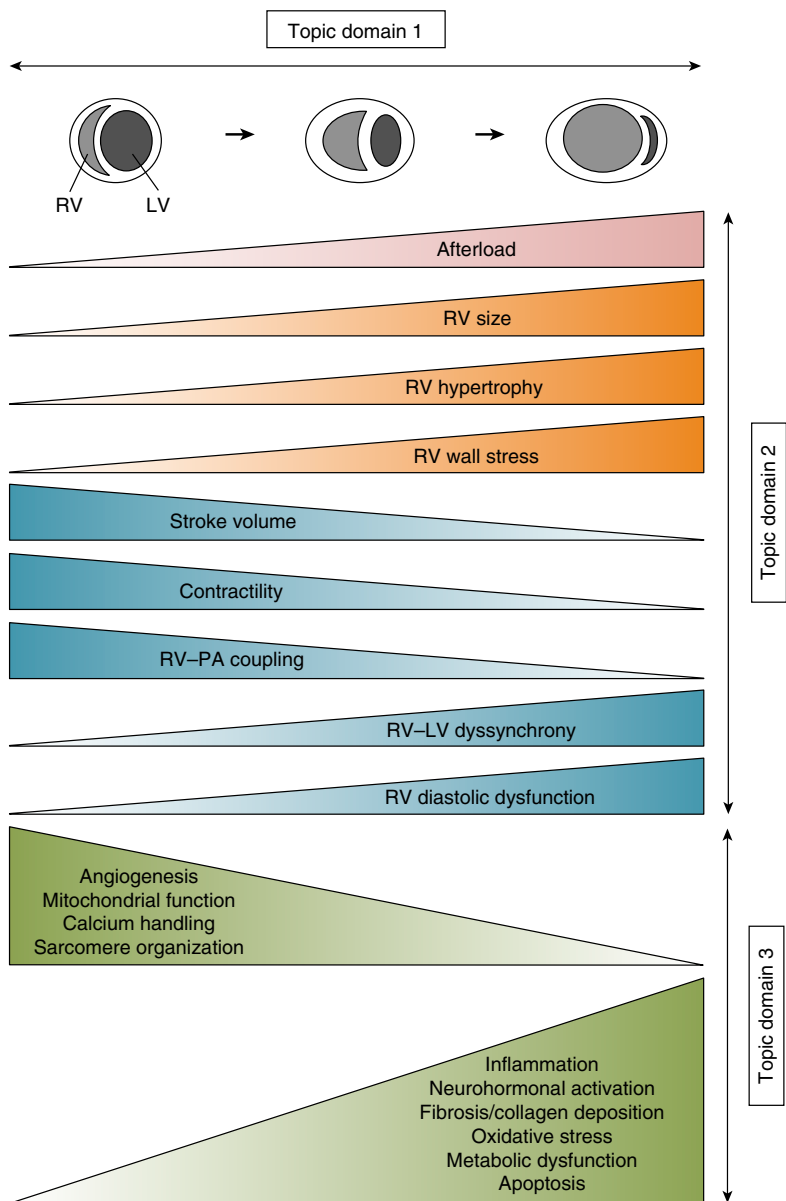 Topic domain 1
RV
LV
Afterload
RV size
RV hypertrophy
RV wall stress
Stroke volume
Contractility
RV–PA coupling
RV–LV dyssynchrony
RV diastolic dysfunction
Topic domain 2
Angiogenesis
Mitochondrial function
Calcium handling
Sarcomere organization
Inflammation
Neurohormonal activation
Fibrosis/collagen deposition
Oxidative stress
Metabolic dysfunction
Apoptosis
Topic domain 3